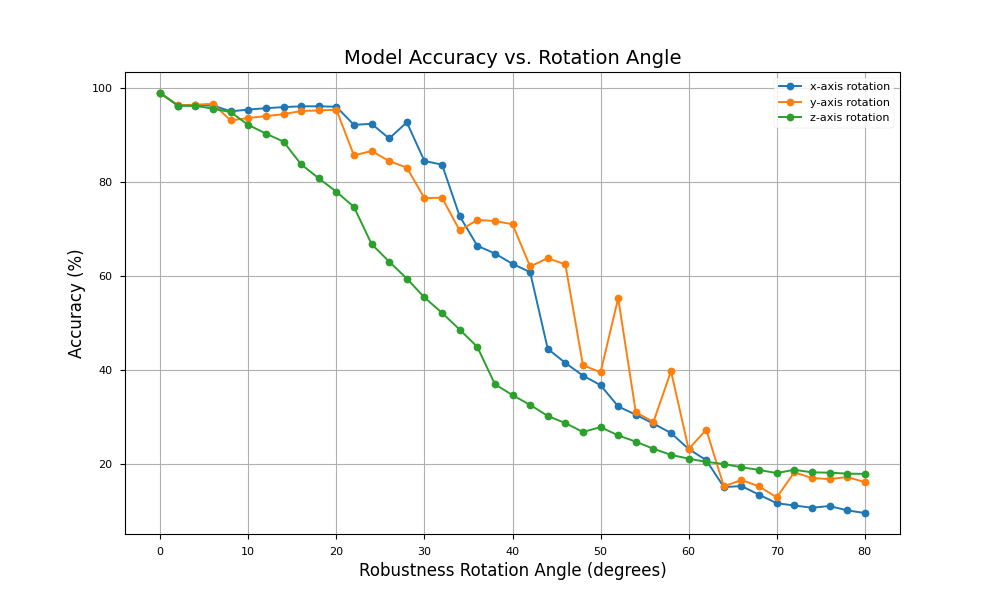 Model Accuracy vs. Rotation Angle
x-axis rotation
y-axis rotation
z-axis rotation
100
80
60
40
20
Accuracy (%)
0 10 20 30 40 50 60 70 80
Robustness Rotation Angle (degrees)